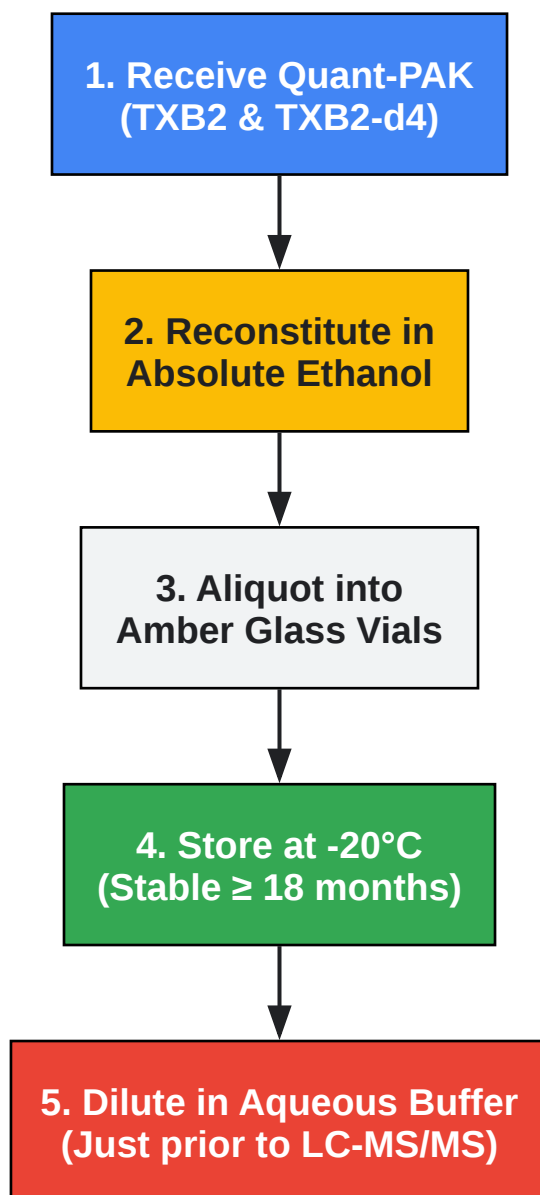 1. Receive Quant-PAK
(TXB2 & TXB2-d4)
2. Reconstitute in
Absolute Ethanol
3. Aliquot into
Amber Glass Vials
4. Store at -20°C
(Stable ≥ 18 months)
5. Dilute in Aqueous Buffer
(Just prior to LC-MS/MS)